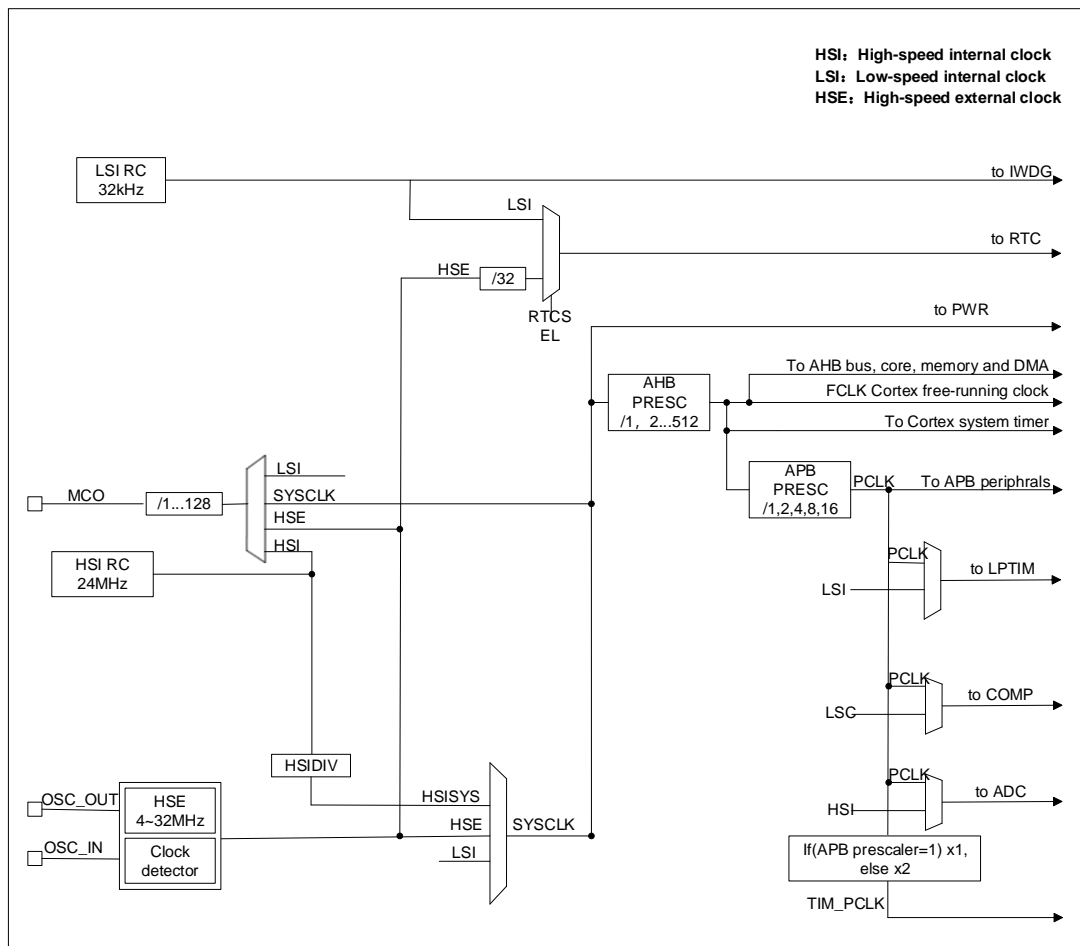 HSI：High-speed internal clock
LSI：Low-speed internal clock
HSE：High-speed external clock
LSI RC
32kHz
to IWDG
LSI
to RTC
HSE
/32
RTCS
EL
to PWR
To AHB bus, core, memory and DMA
AHB
PRESC
/1，2...512
FCLK Cortex free-running clock
To Cortex system timer
LSI
APB
PRESC
/1,2,4,8,16
PCLK
To APB periphrals
MCO
/1...128
SYSCLK
HSE
HSI
HSI RC
24MHz
PCLK
to LPTIM
LSI
PCLK
to COMP
LSC
HSIDIV
PCLK
to ADC
HSI
OSC_OUT
HSE
4~32MHz
HSISYS
HSE
SYSCLK
OSC_IN
Clock
detector
LSI
If(APB prescaler=1) x1,
else x2
TIM_PCLK